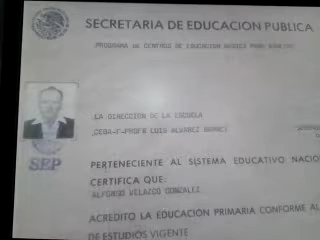 SECRETARIA DE EDUCACION PUBLICA
PROGRAMA DE CENTROS DE EDUCACION BASICA PARA ADULTOS
LA DIRECCION DE LA ESCUELA
PROFR LUIS ALVAREZ
SEP
PERTENECIENTE AL SISTEMA EDUCATIVO NACIO
CERTIFICA QUE:
ALFONSO VELAZCO GONZALEZ
ACREDITO LA EDUCACION PRIMARIA CONFORME AL
DE ESTUDIOS VIGENTE